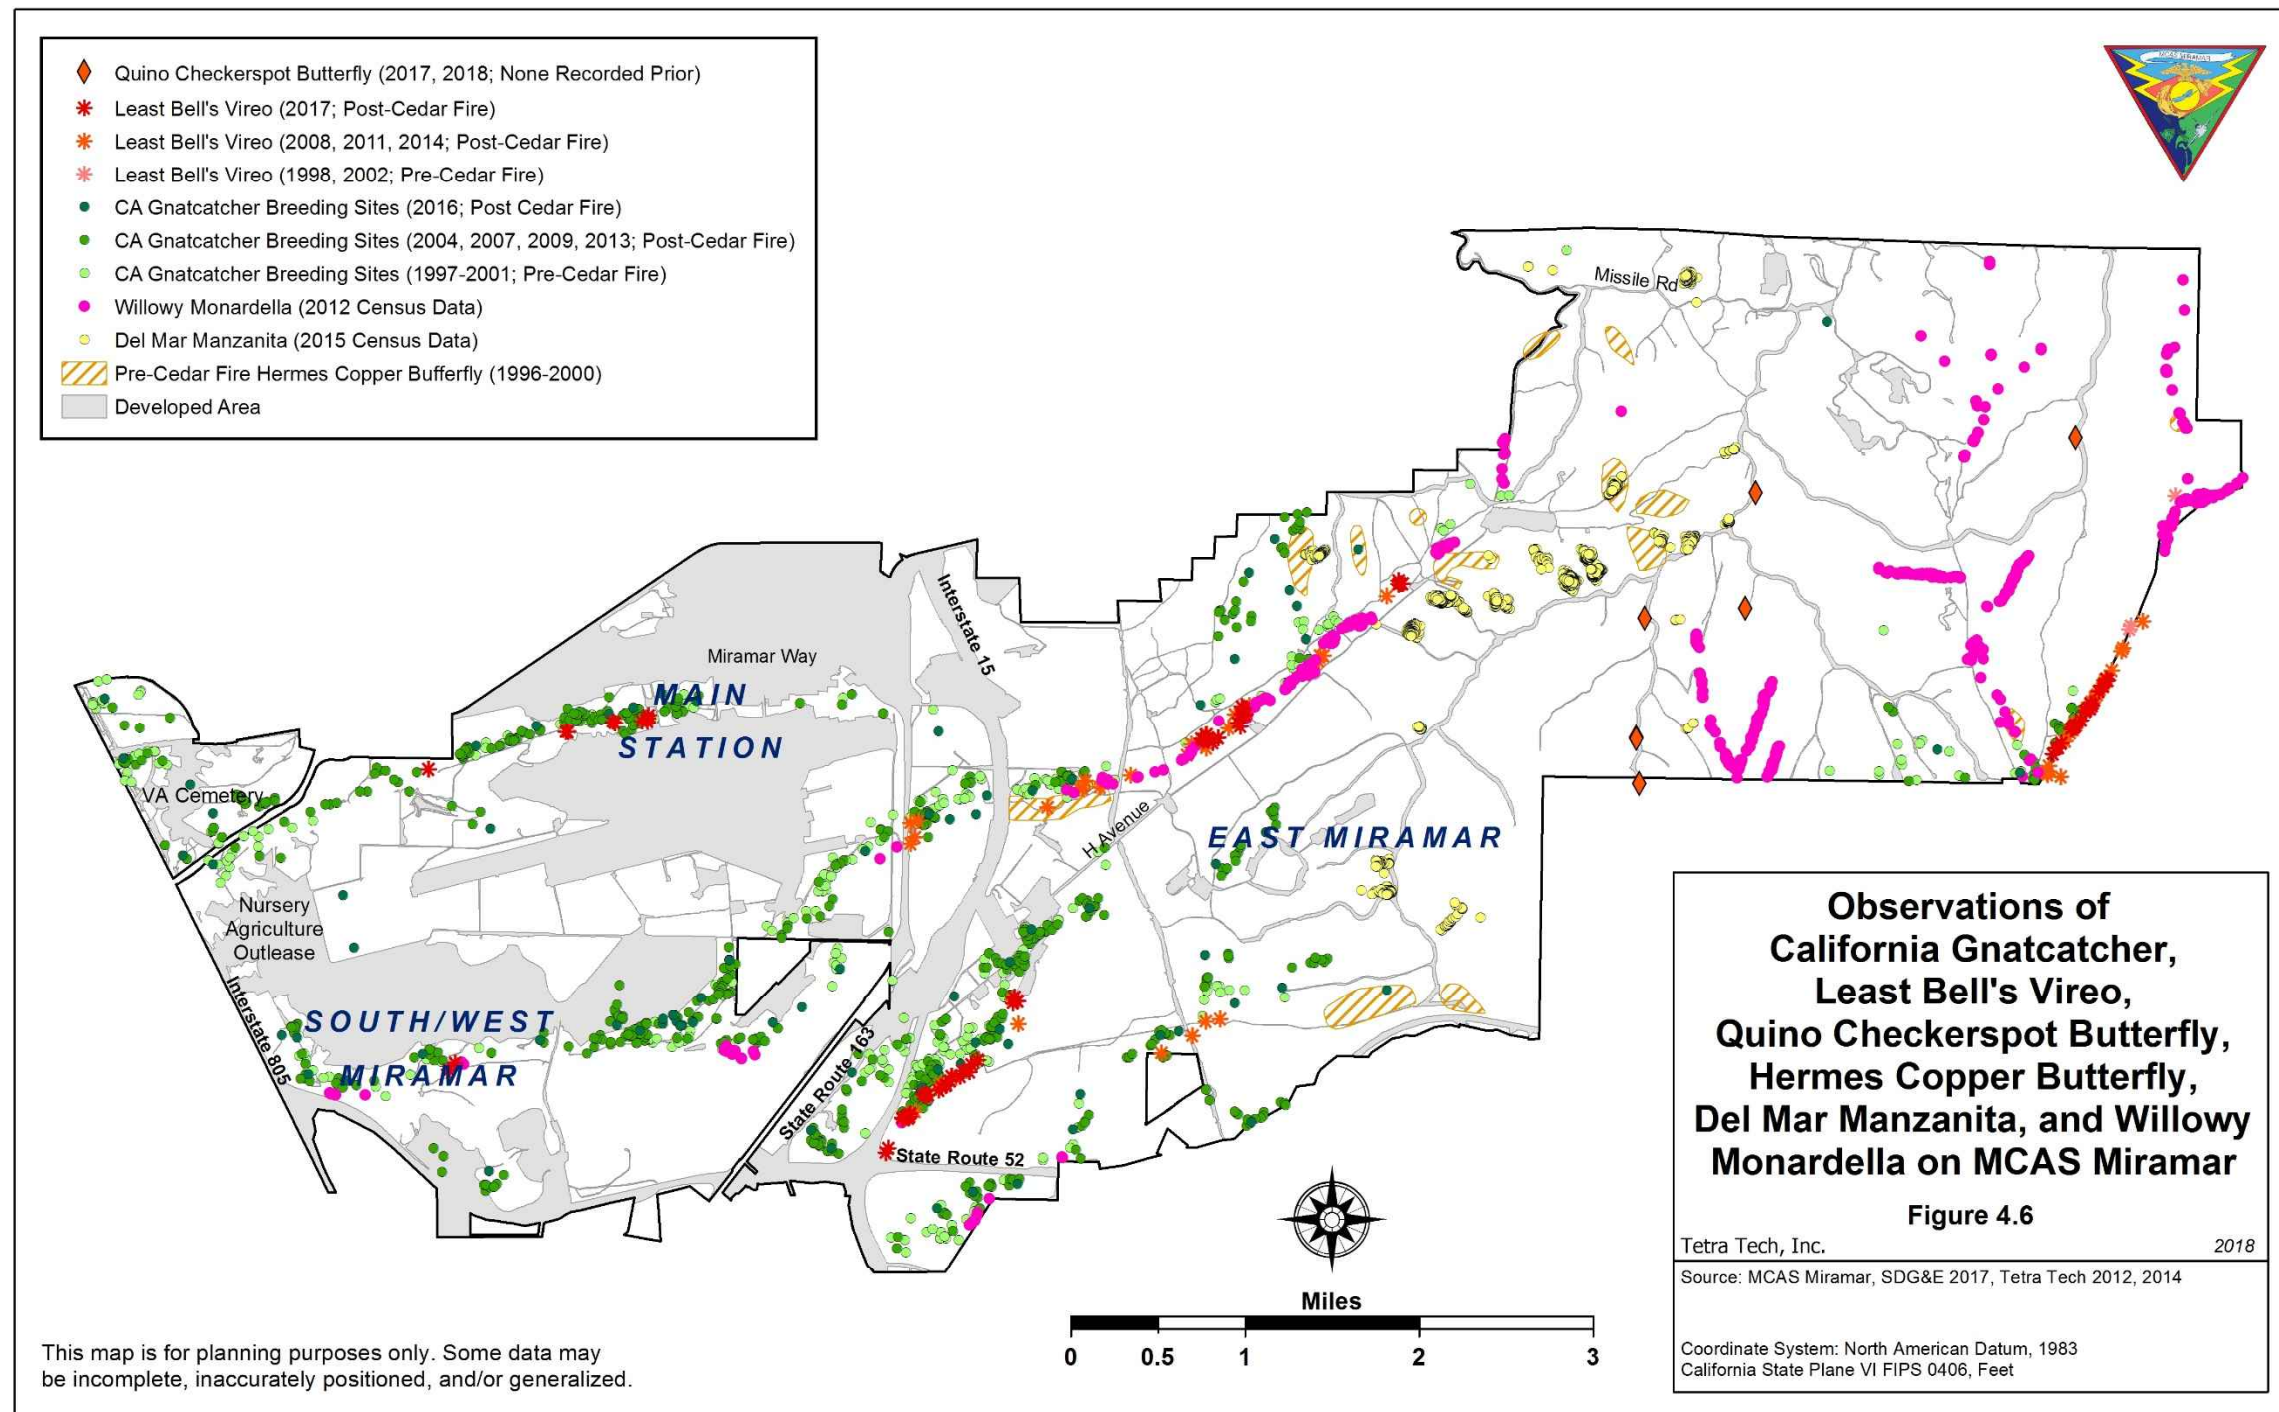 Quino Checkerspot Butterfly (2017, 2018; None Recorded Prior)
Least Bell's Vireo (2017; Post-Cedar Fire)
Least Bell's Vireo (2008, 2011, 2014; Post-Cedar Fire)
Least Bell's Vireo (1998, 2002; Pre-Cedar Fire)
CA Gnatcatcher Breeding Sites (2016; Post Cedar Fire)
CA Gnatcatcher Breeding Sites (2004, 2007, 2009, 2013; Post-Cedar Fire)
CA Gnatcatcher Breeding Sites (1997-2001; Pre-Cedar Fire)
Willowy Monardella (2012 Census Data)
Del Mar Manzanita (2015 Census Data)
Pre-Cedar Fire Hermes Copper Bufferfly (1996-2000)
Developed Area
MCAS MIRAMAR
Missile Rd
Interstate 15
Miramar Way
MAIN
STATION
VA Cemetery
H Avenue
EAST MIRAMAR
Nursery
Agriculture
Outlease
Interstate 805
SOUTH/WEST
MIRAMAR
State Route 163
State Route 52
Observations of
California Gnatcatcher,
Least Bell's Vireo,
Quino Checkerspot Butterfly,
Hermes Copper Butterfly,
Del Mar Manzanita, and Willowy
Monardella on MCAS Miramar
Figure 4.6
Tetra Tech, Inc. 2018
Source: MCAS Miramar, SDG&E 2017, Tetra Tech 2012, 2014
Coordinate System: North American Datum, 1983
California State Plane VI FIPS 0406, Feet
Miles
0 0.5 1 2 3
This map is for planning purposes only. Some data may
be incomplete, inaccurately positioned, and/or generalized.